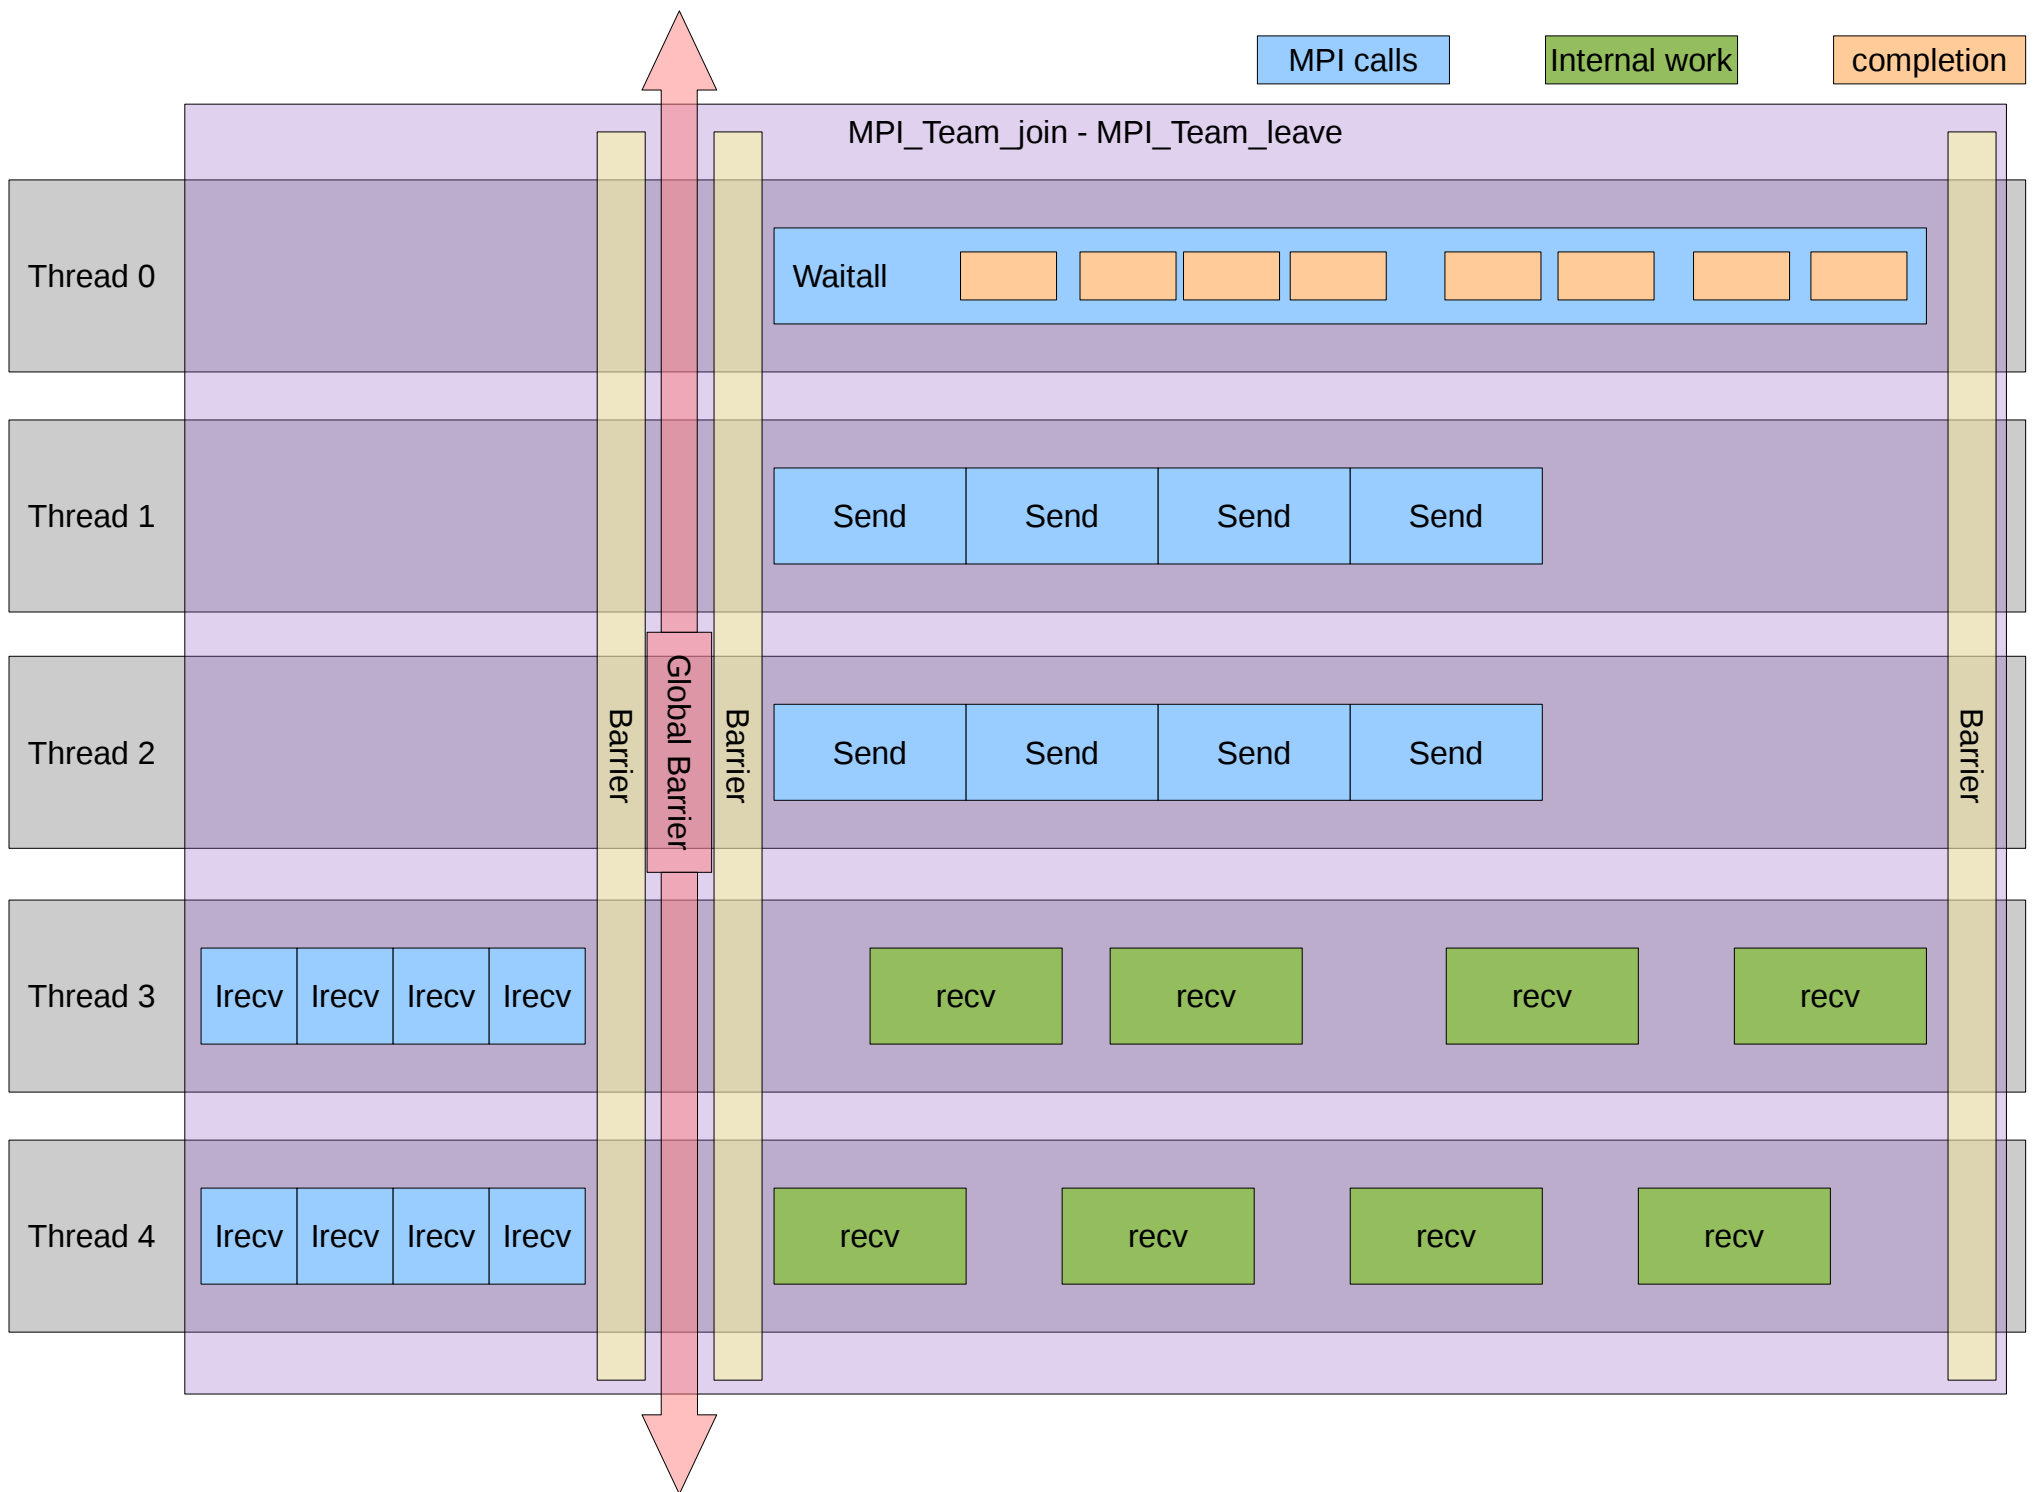 MPI calls
Internal work
completion
MPI_Team_join - MPI_Team_leave
Thread 0
Waitall
Thread 1
Send
Send
Send
Send
Thread 2
Barrier
Global Barrier
Barrier
Send
Send
Send
Send
Barrier
Thread 3
Irecv
Irecv
Irecv
Irecv
recv
recv
recv
recv
Thread 4
Irecv
Irecv
Irecv
Irecv
recv
recv
recv
recv